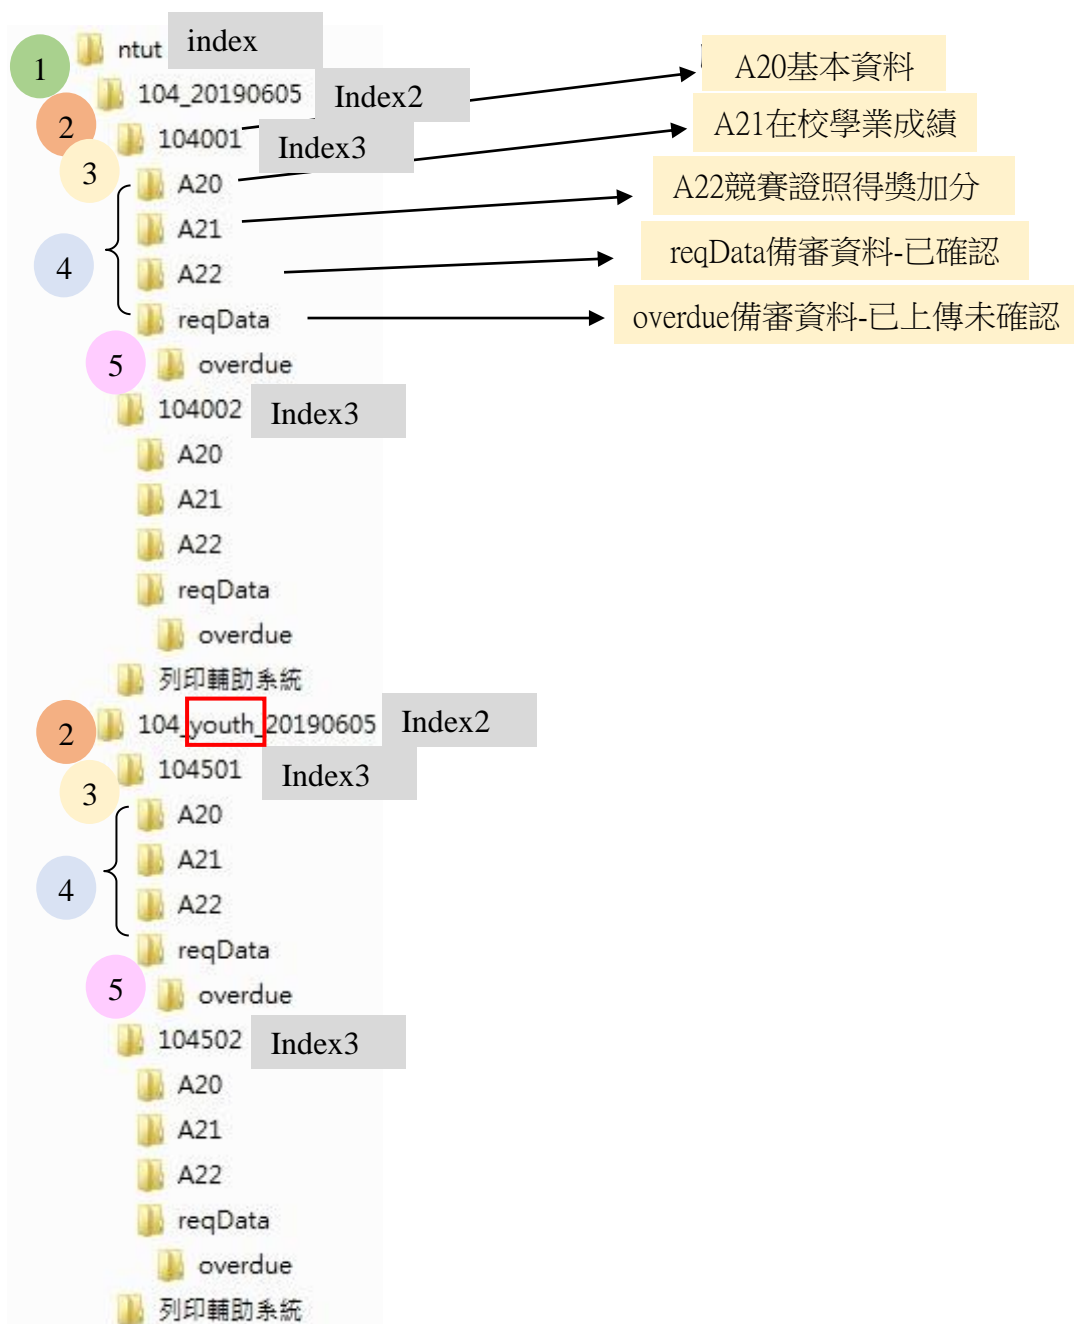 1 ntut index
104_20190605 Index2
2 104001 Index3
3 A20
A21
4 A22
reqData
5 overdue
104002 Index3
A20
A21
A22
reqData
overdue
列印輔助系統
2 104_youth_20190605 Index2
104501 Index3
3 A20
A21
4 A22
reqData
5 overdue
104502 Index3
A20
A21
A22
reqData
overdue
列印輔助系統
A20基本資料
A21在校學業成績
A22競賽證照得獎加分
reqData備審資料-已確認
overdue備審資料-已上傳未確認